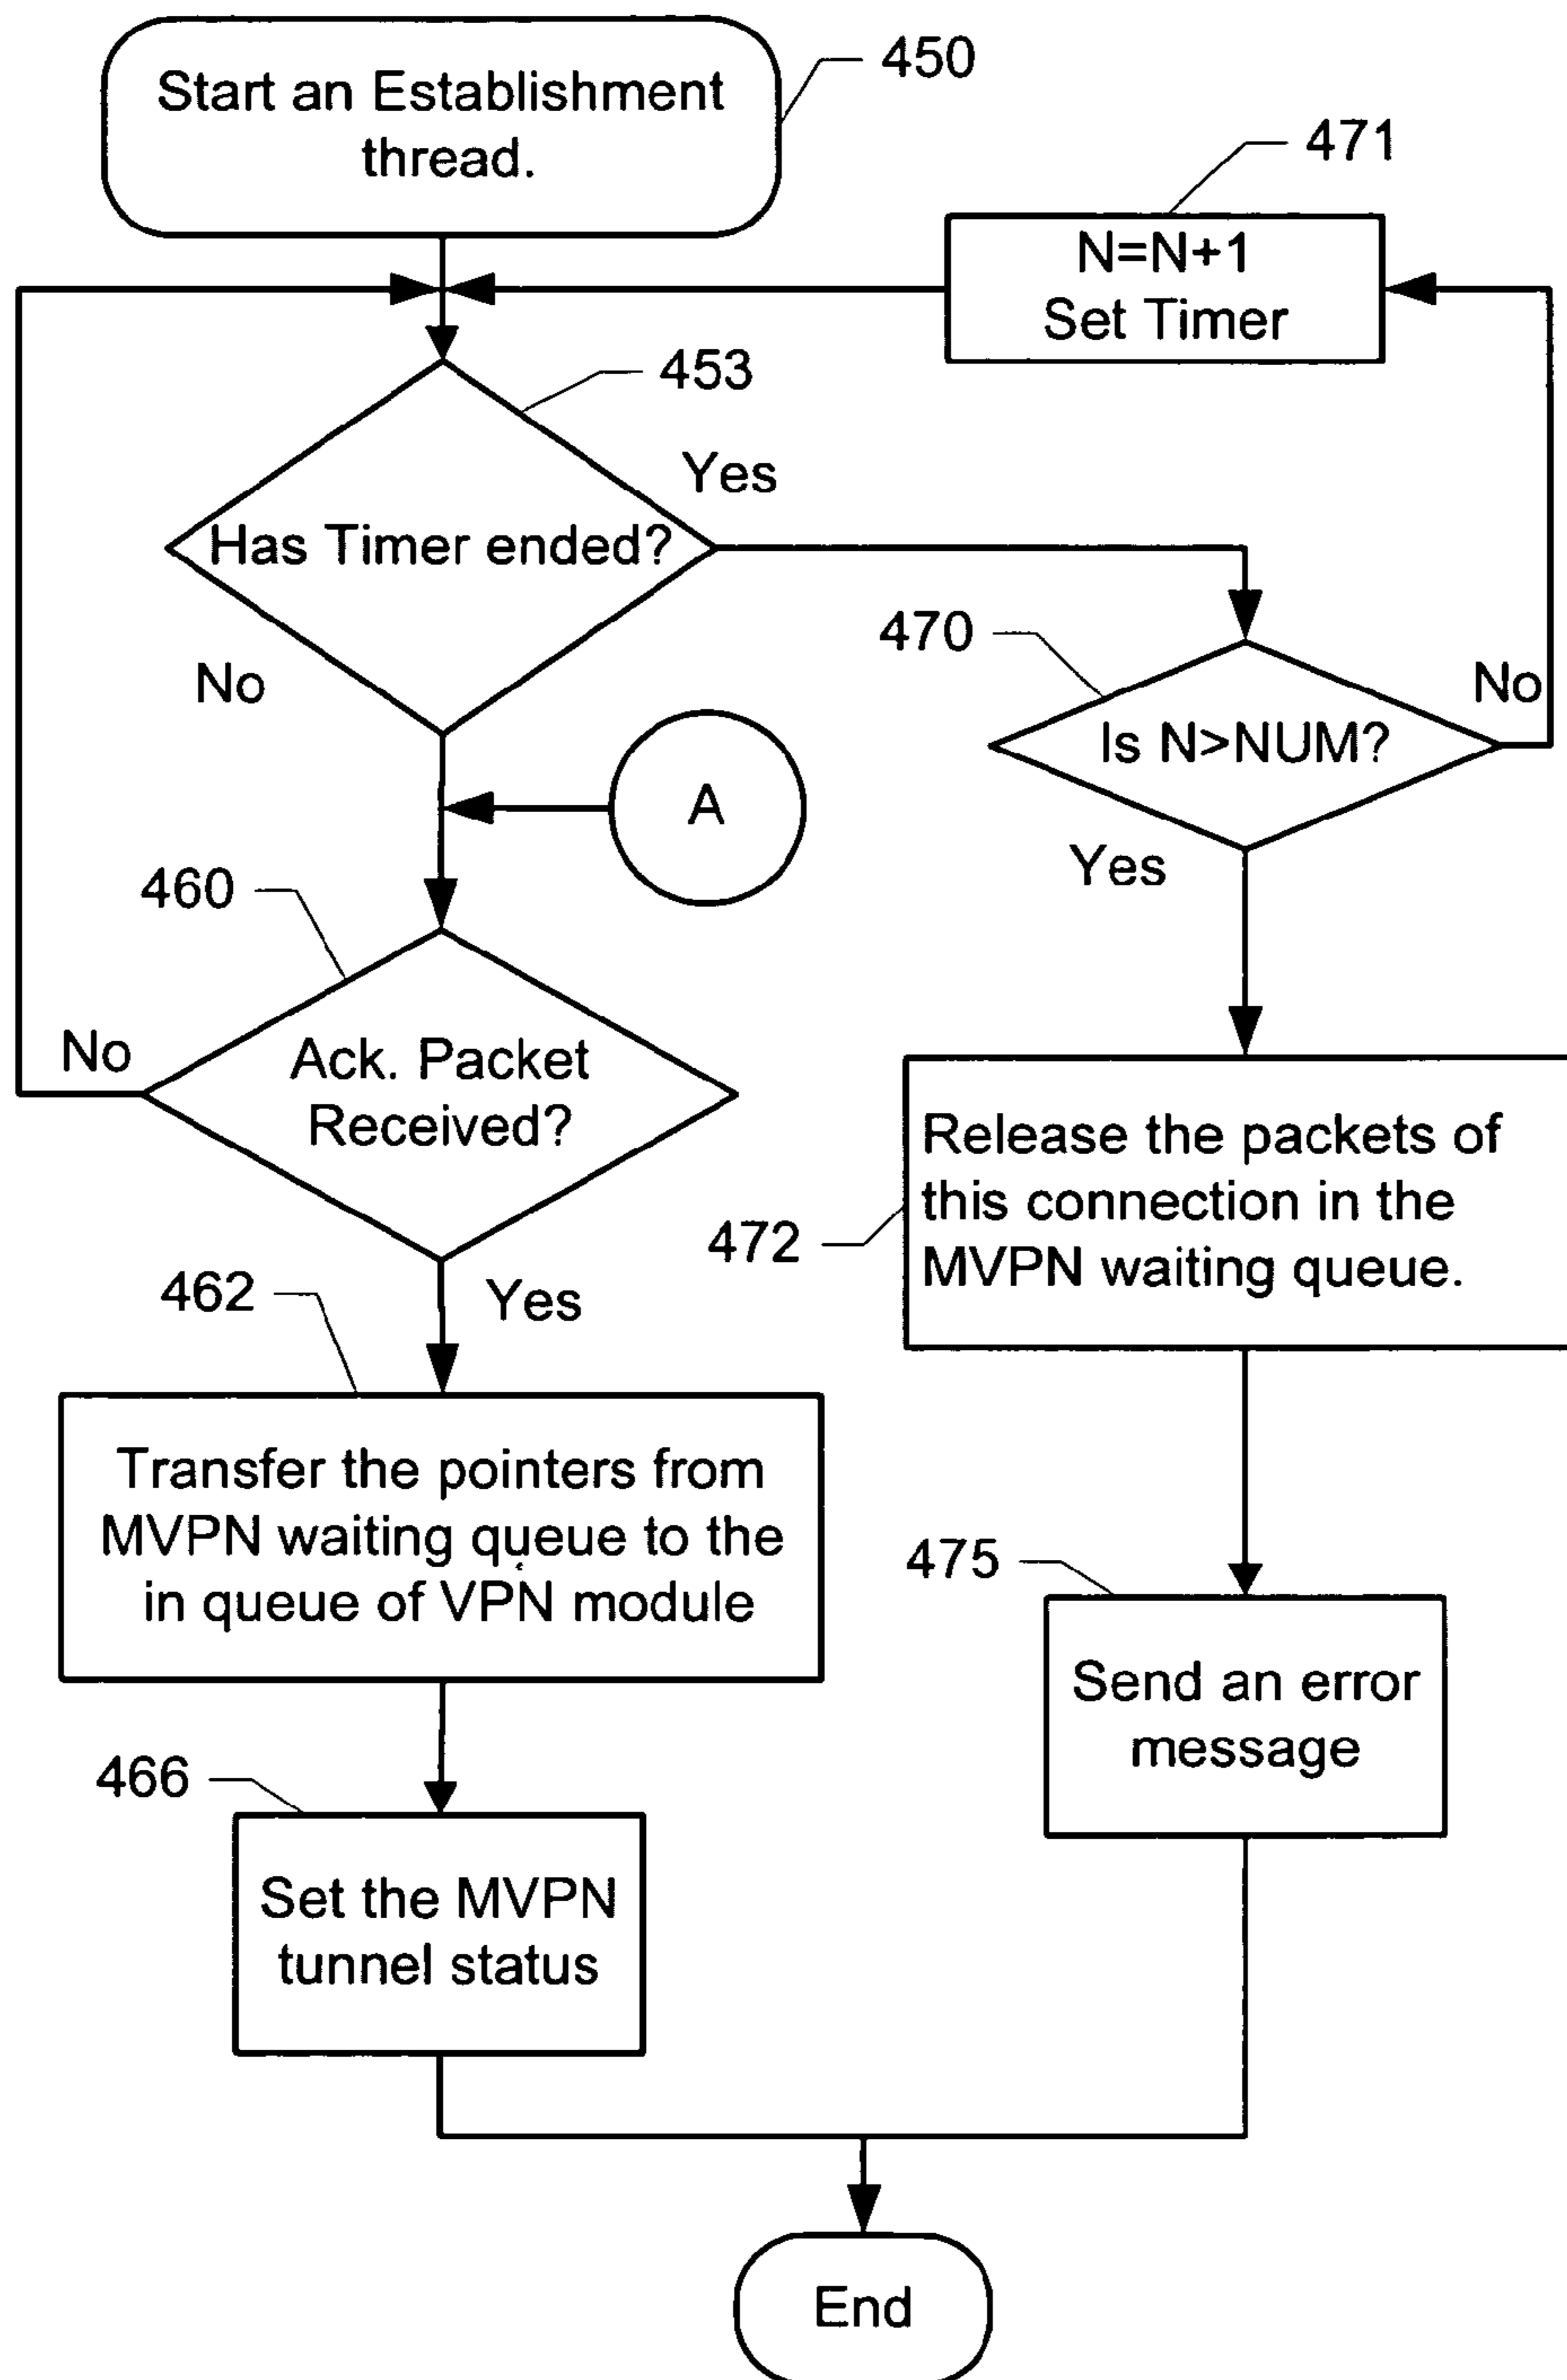 Start an Establishment
thread.
450
471
N=N+1
Set Timer
453
Yes
Has Timer ended?
No
470
Is N>NUM?
No
Yes
A
460
No
Ack. Packet
Received?
Yes
Release the packets of
this connection in the
MVPN waiting queue.
472
462
Transfer the pointers from
MVPN waiting queue to the
in queue of VPN module
475
Send an error
message
466
Set the MVPN
tunnel status
End